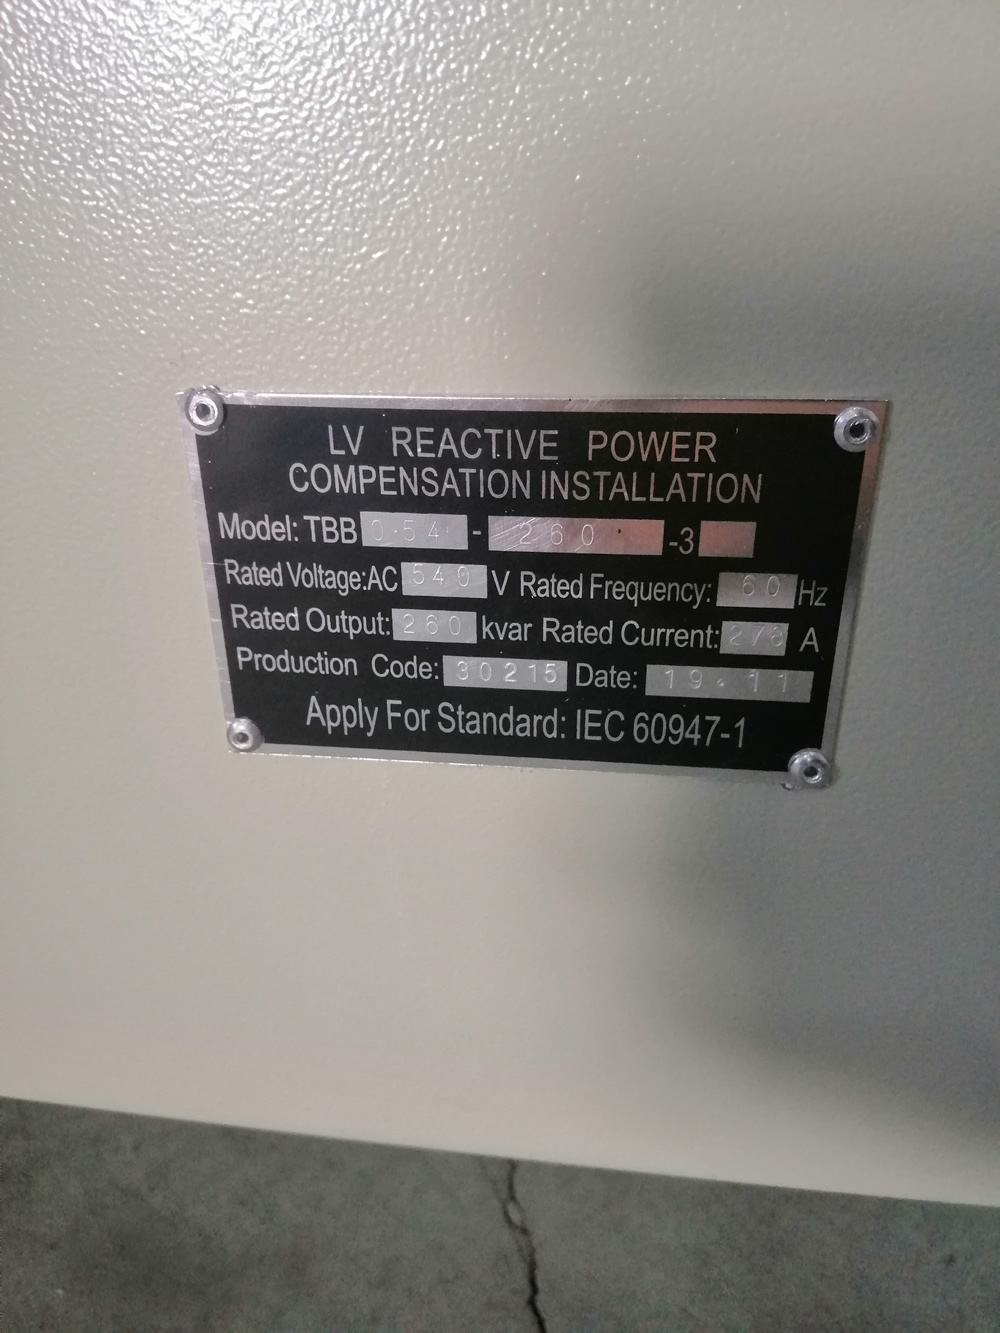 LV REACTIVE POWER
COMPENSATION INSTALLATION
Model: TBB 0.54 - 260 -3
Rated Voltage:AC 540 V Rated Frequency: 60 Hz
Rated Output: 260 kvar Rated Current: 278 A
Production Code: 30215 Date: 19.11
Apply For Standard: IEC 60947-1